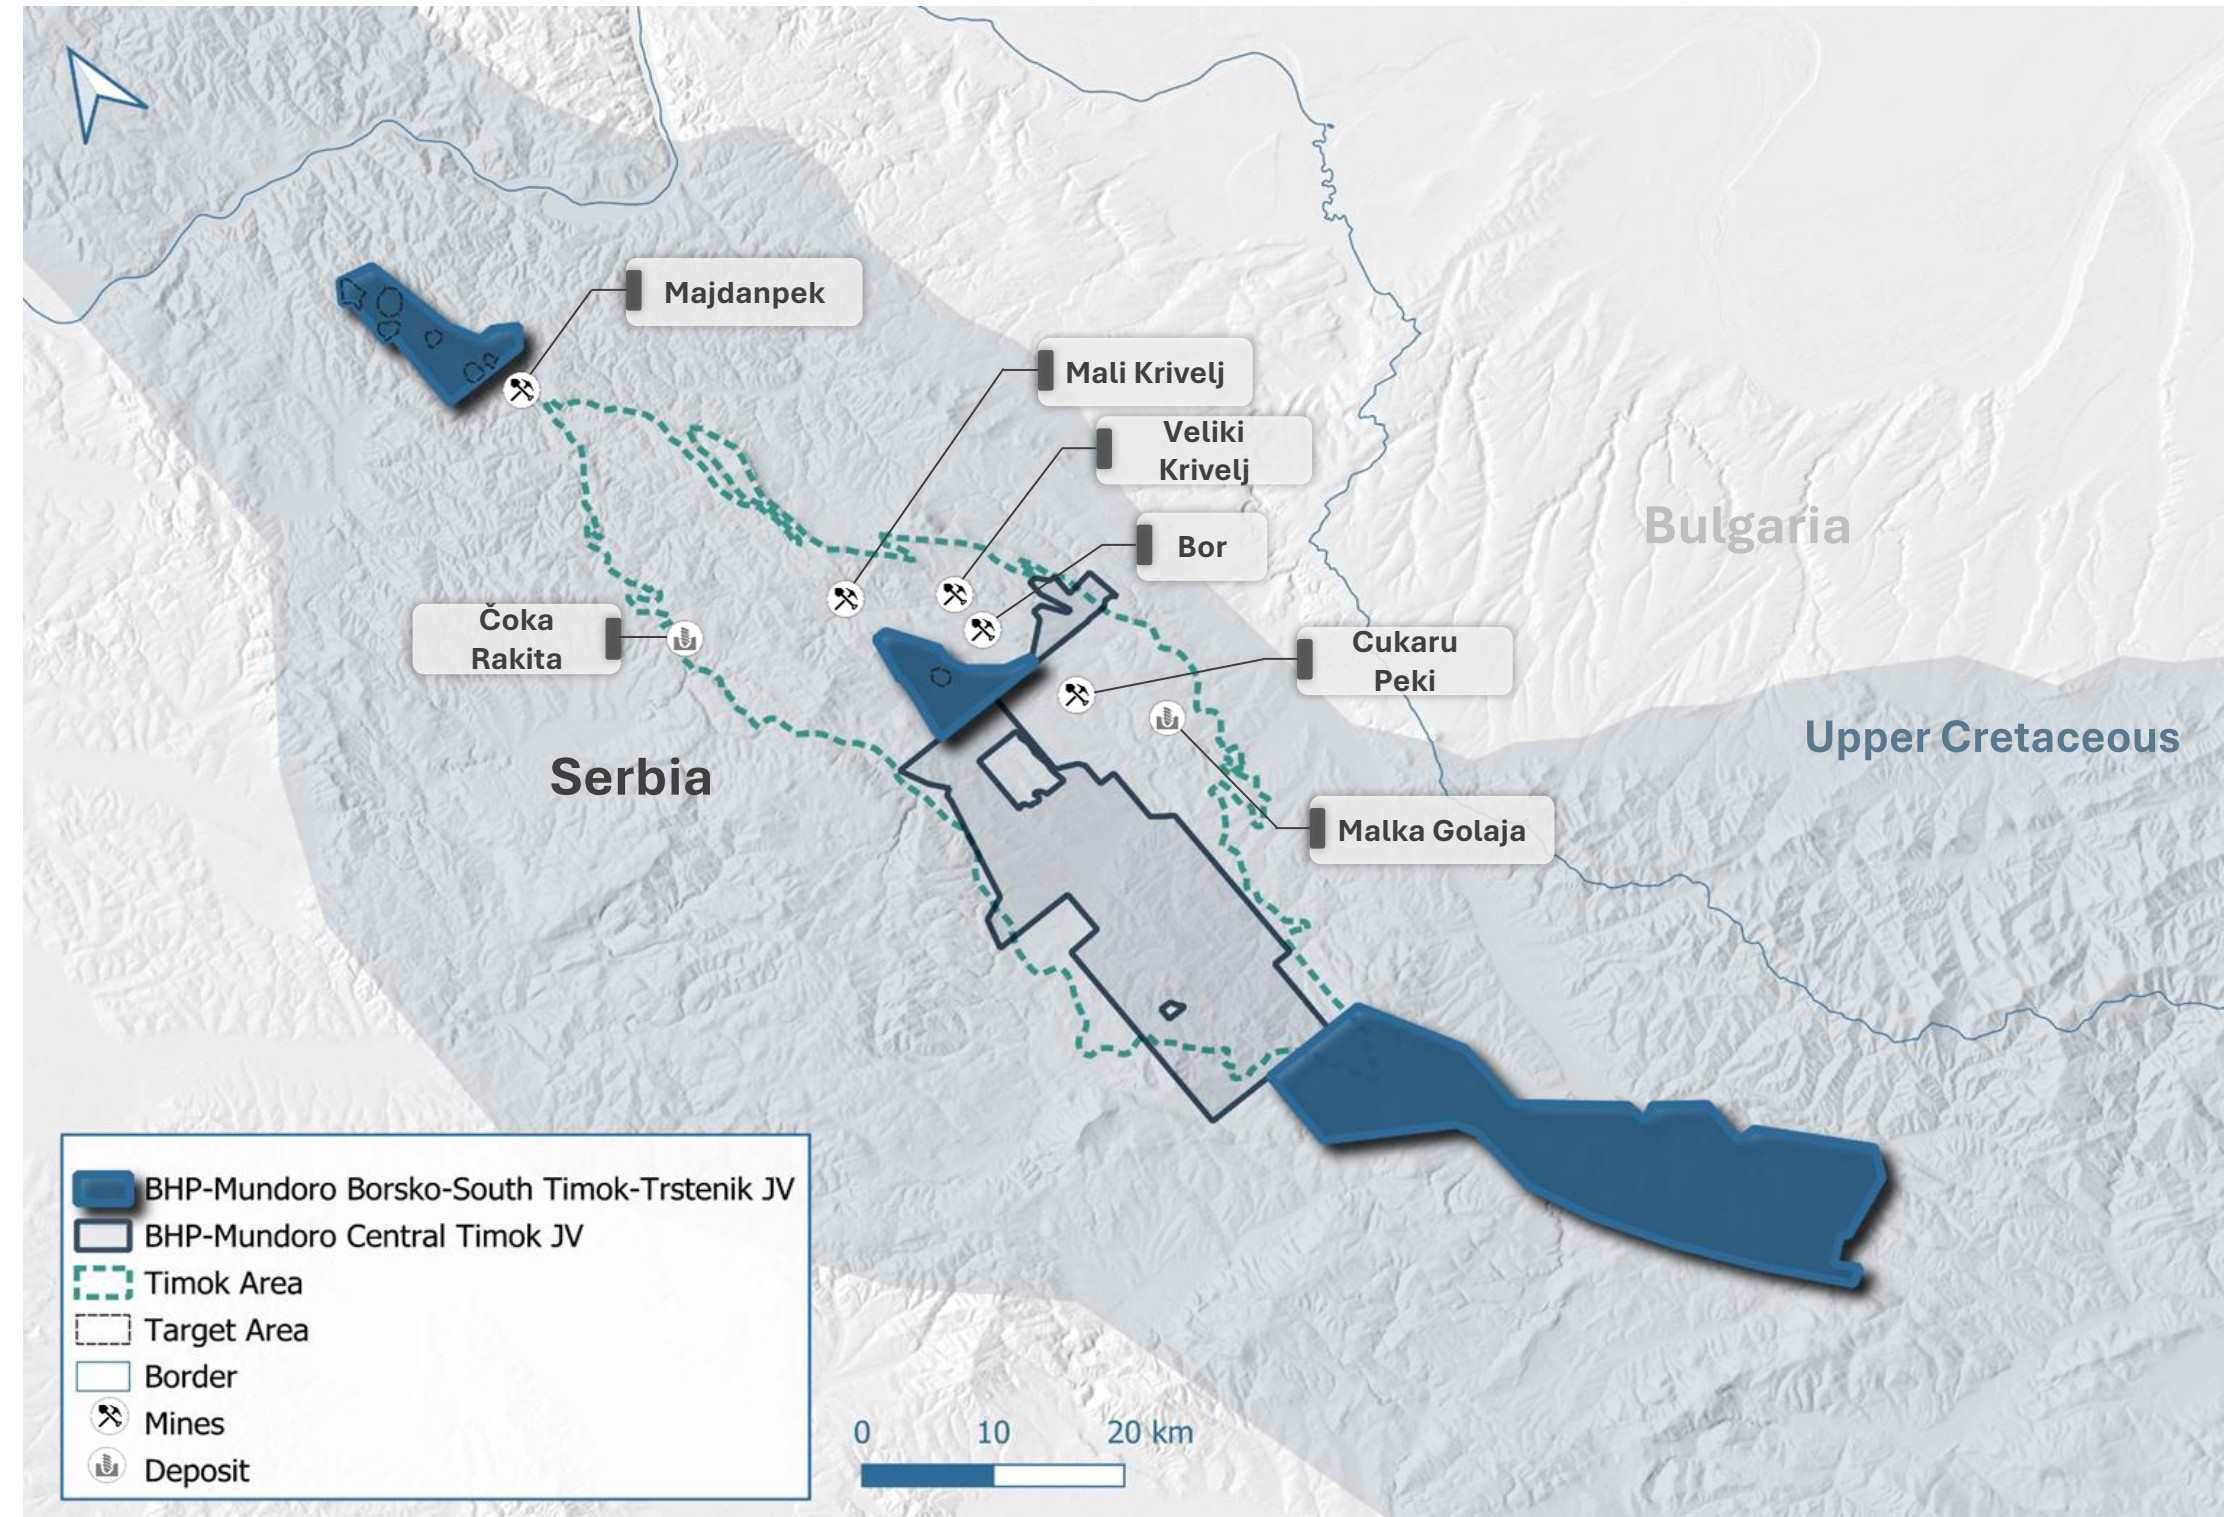 Majdanpek
Mali Krivelj
Veliki
Krivelj
Bulgaria
Bor
Čoka
Rakita
Cukaru
Peki
Upper Cretaceous
Serbia
Malka Golaja
BHP-Mundoro Borsko-South Timok-Trstenik JV
BHP-Mundoro Central Timok JV
Timok Area
Target Area
Border
Mines
Deposit
0 10 20 km